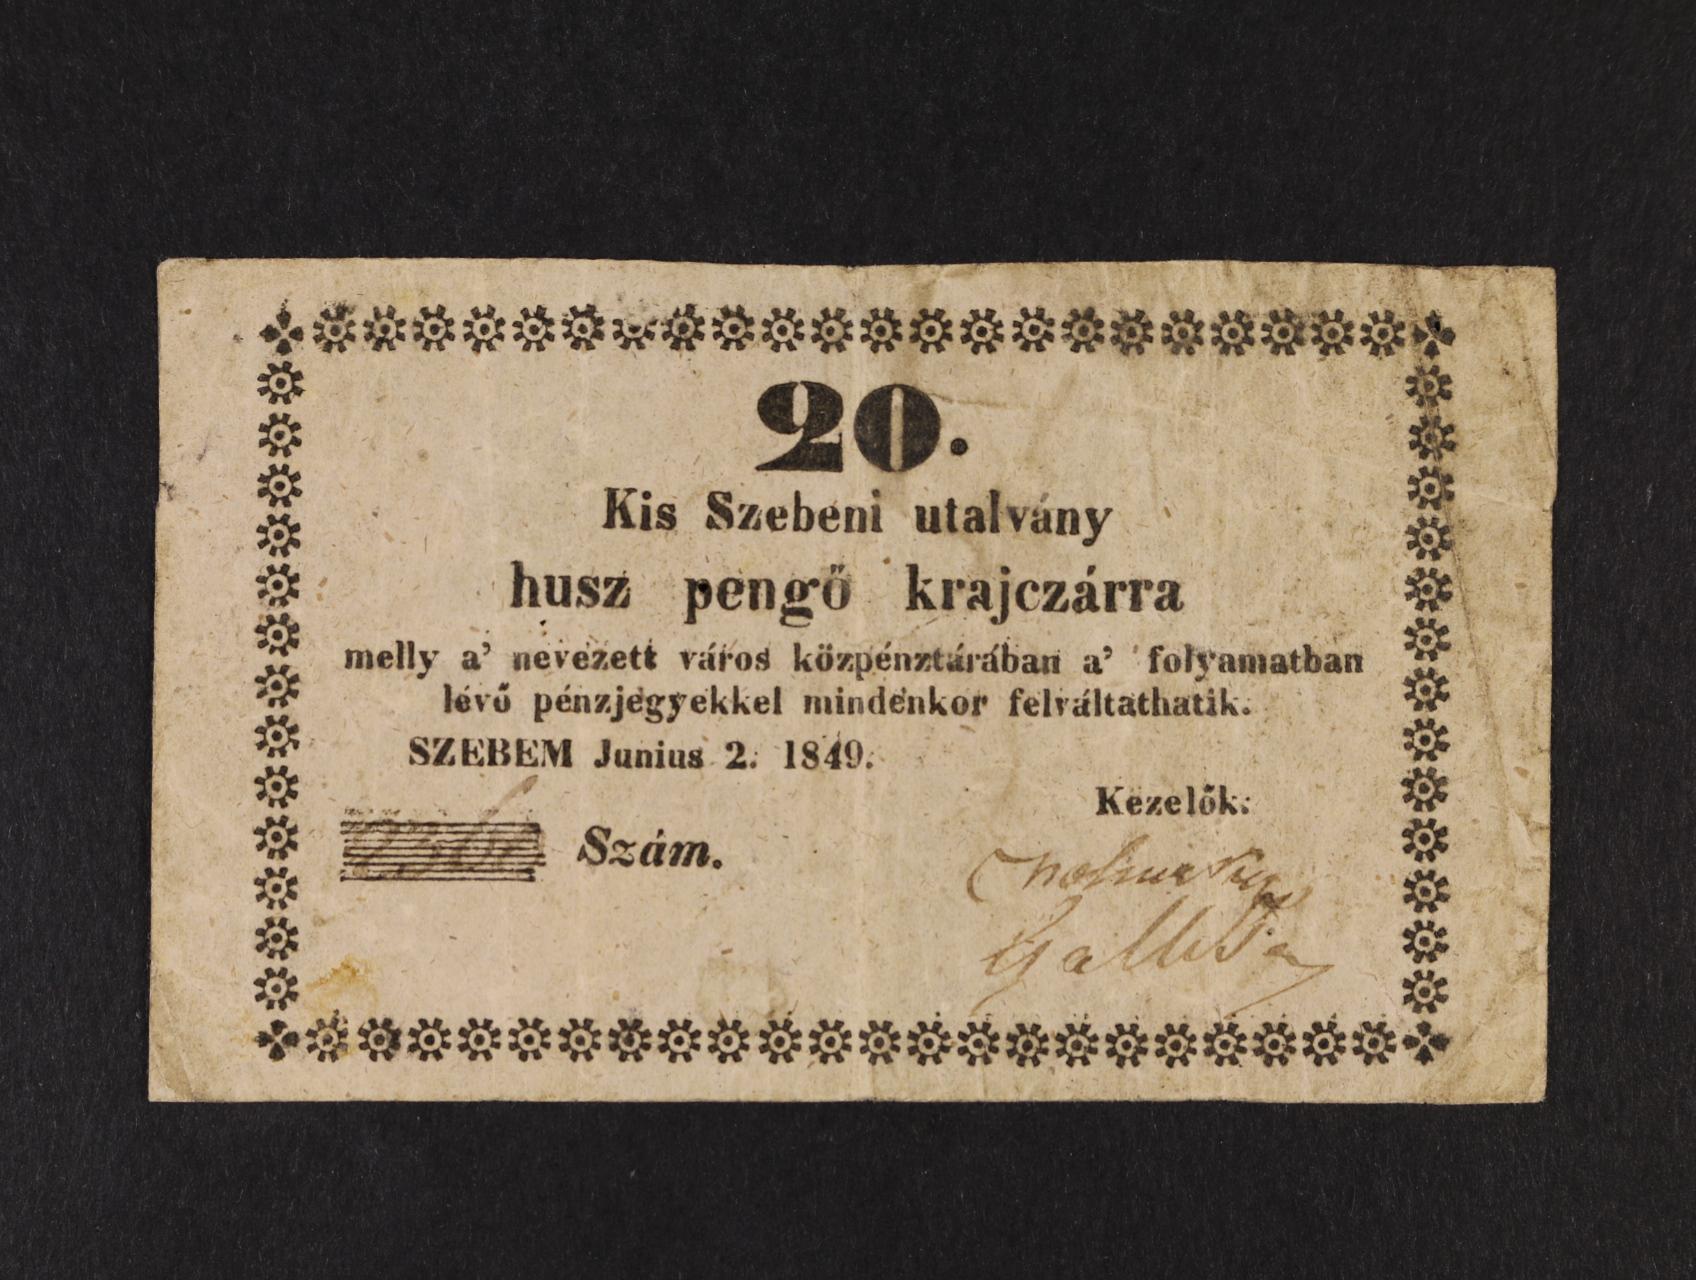 20.
Kis Szebeni utalvány
husz pengő krajczárra
melly a' nevezett város közpénztárában a' folyamatban
lévő pénzjegyekkel mindenkor felváltathatik.
SZEBEM Junius 2. 1849.
Kezelők:
Szám.